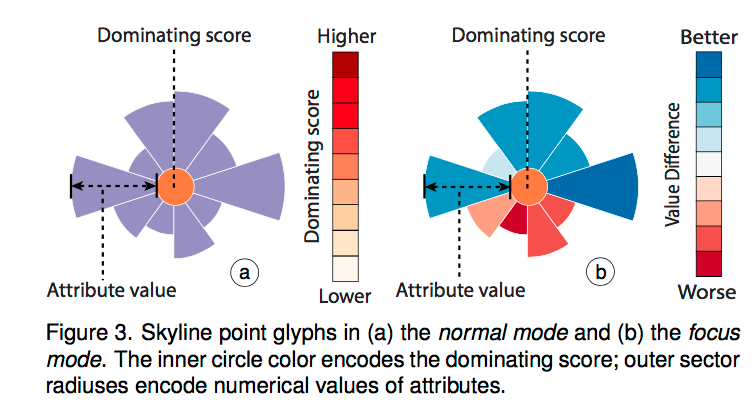 Dominating score
Higher
Dominating score
Lower
Attribute value
a
Dominating score
Better
Value Difference
Worse
Attribute value
b
Figure 3. Skyline point glyphs in (a) the normal mode and (b) the focus
mode. The inner circle color encodes the dominating score; outer sector
radiuses encode numerical values of attributes.